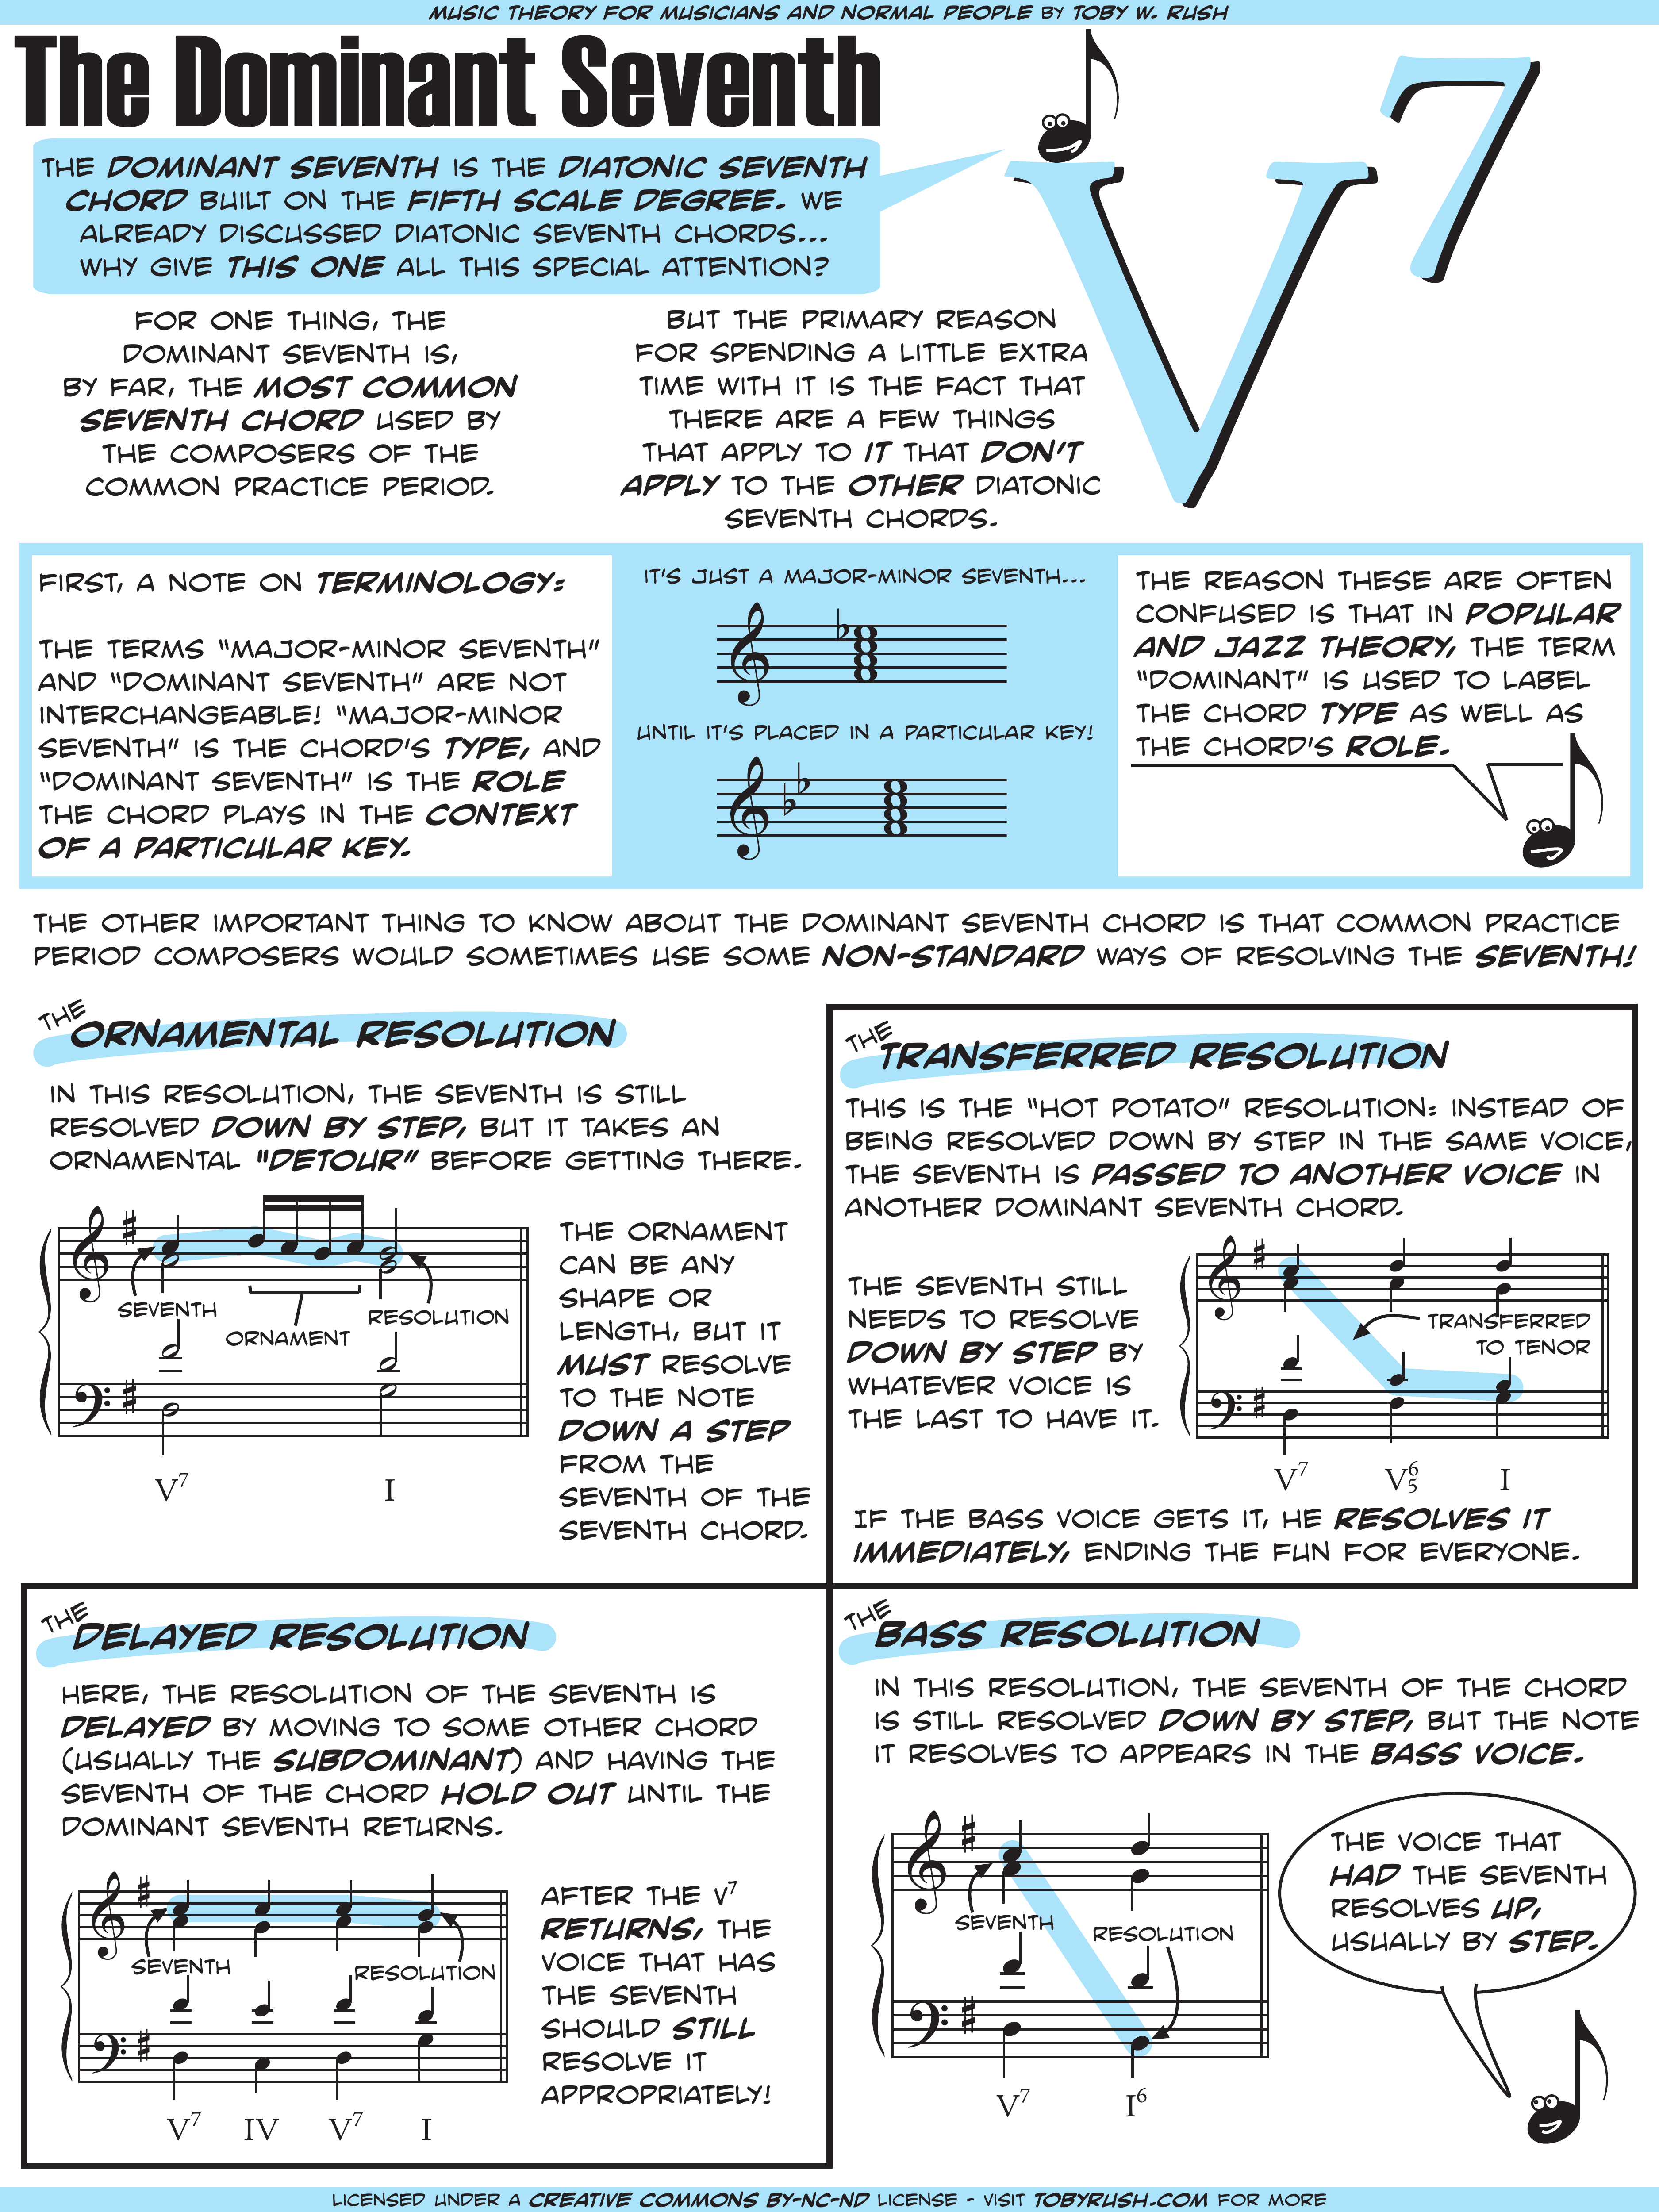 MUSIC THEORY FOR MUSICIANS AND NORMAL PEOPLE BY TOBY W. RUSH
The Dominant Seventh
V7
THE DOMINANT SEVENTH IS THE DIATONIC SEVENTH
CHORD BUILT ON THE FIFTH SCALE DEGREE. WE
ALREADY DISCUSSED DIATONIC SEVENTH CHORDS...
WHY GIVE THIS ONE ALL THIS SPECIAL ATTENTION?
FOR ONE THING, THE
DOMINANT SEVENTH IS,
BY FAR, THE MOST COMMON
SEVENTH CHORD USED BY
THE COMPOSERS OF THE
COMMON PRACTICE PERIOD.
BUT THE PRIMARY REASON
FOR SPENDING A LITTLE EXTRA
TIME WITH IT IS THE FACT THAT
THERE ARE A FEW THINGS
THAT APPLY TO IT THAT DON'T
APPLY TO THE OTHER DIATONIC
SEVENTH CHORDS.
FIRST, A NOTE ON TERMINOLOGY:
THE TERMS "MAJOR-MINOR SEVENTH"
AND "DOMINANT SEVENTH" ARE NOT
INTERCHANGEABLE! "MAJOR-MINOR
SEVENTH" IS THE CHORD'S TYPE, AND
"DOMINANT SEVENTH" IS THE ROLE
THE CHORD PLAYS IN THE CONTEXT
OF A PARTICULAR KEY.
IT'S JUST A MAJOR-MINOR SEVENTH...
UNTIL IT'S PLACED IN A PARTICULAR KEY!
THE REASON THESE ARE OFTEN
CONFUSED IS THAT IN POPULAR
AND JAZZ THEORY, THE TERM
"DOMINANT" IS USED TO LABEL
THE CHORD TYPE AS WELL AS
THE CHORD'S ROLE.
THE OTHER IMPORTANT THING TO KNOW ABOUT THE DOMINANT SEVENTH CHORD IS THAT COMMON PRACTICE
PERIOD COMPOSERS WOULD SOMETIMES USE SOME NON-STANDARD WAYS OF RESOLVING THE SEVENTH!
THE ORNAMENTAL RESOLUTION
IN THIS RESOLUTION, THE SEVENTH IS STILL
RESOLVED DOWN BY STEP, BUT IT TAKES AN
ORNAMENTAL "DETOUR" BEFORE GETTING THERE.
SEVENTH
ORNAMENT
RESOLUTION
V7 I
THE ORNAMENT
CAN BE ANY
SHAPE OR
LENGTH, BUT IT
MUST RESOLVE
TO THE NOTE
DOWN A STEP
FROM THE
SEVENTH OF THE
SEVENTH CHORD.
THE TRANSFERRED RESOLUTION
THIS IS THE "HOT POTATO" RESOLUTION: INSTEAD OF
BEING RESOLVED DOWN BY STEP IN THE SAME VOICE,
THE SEVENTH IS PASSED TO ANOTHER VOICE IN
ANOTHER DOMINANT SEVENTH CHORD.
THE SEVENTH STILL
NEEDS TO RESOLVE
DOWN BY STEP BY
WHATEVER VOICE IS
THE LAST TO HAVE IT.
TRANSFERRED
TO TENOR
V7 V65 I
IF THE BASS VOICE GETS IT, HE RESOLVES IT
IMMEDIATELY, ENDING THE FUN FOR EVERYONE.
THE DELAYED RESOLUTION
HERE, THE RESOLUTION OF THE SEVENTH IS
DELAYED BY MOVING TO SOME OTHER CHORD
(USUALLY THE SUBDOMINANT) AND HAVING THE
SEVENTH OF THE CHORD HOLD OUT UNTIL THE
DOMINANT SEVENTH RETURNS.
SEVENTH
RESOLUTION
V7 IV V7 I
AFTER THE V7
RETURNS, THE
VOICE THAT HAS
THE SEVENTH
SHOULD STILL
RESOLVE IT
APPROPRIATELY!
THE BASS RESOLUTION
IN THIS RESOLUTION, THE SEVENTH OF THE CHORD
IS STILL RESOLVED DOWN BY STEP, BUT THE NOTE
IT RESOLVES TO APPEARS IN THE BASS VOICE.
SEVENTH
RESOLUTION
V7 I6
THE VOICE THAT
HAD THE SEVENTH
RESOLVES UP,
USUALLY BY STEP.
LICENSED UNDER A CREATIVE COMMONS BY-NC-ND LICENSE - VISIT TOBYRUSH.COM FOR MORE